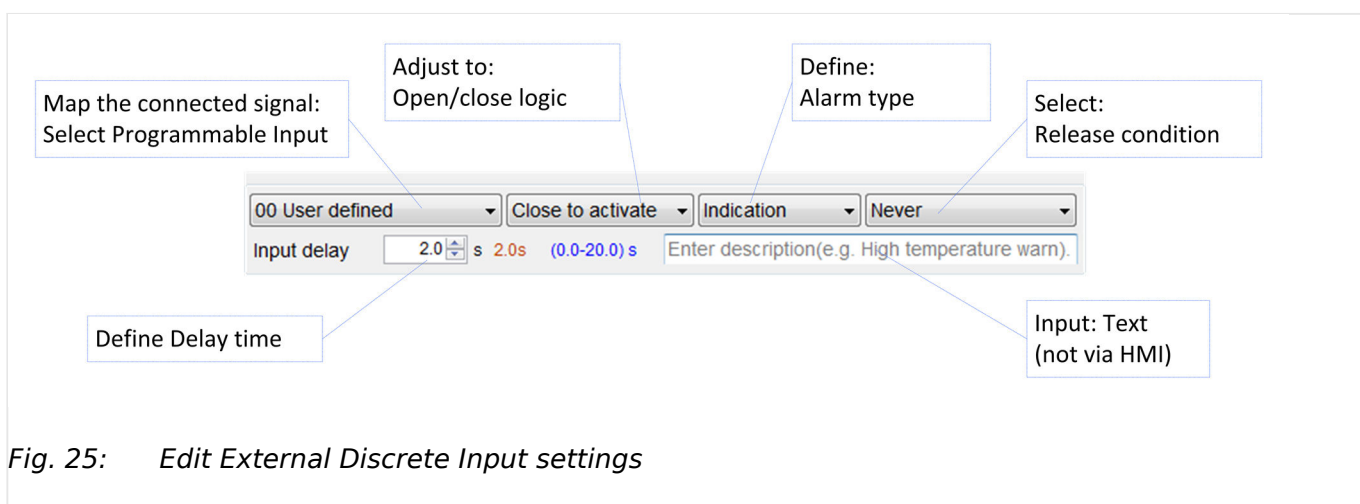 Adjust to:
Open/close logic
Define:
Alarm type
Map the connected signal:
Select Programmable Input
Select:
Release condition
00 User defined
Close to activate
Indication
Never
Input delay
2.0 s 2.0s (0.0-20.0) s
Enter description(e.g. High temperature warn).
Define Delay time
Input: Text
(not via HMI)
Fig. 25: Edit External Discrete Input settings